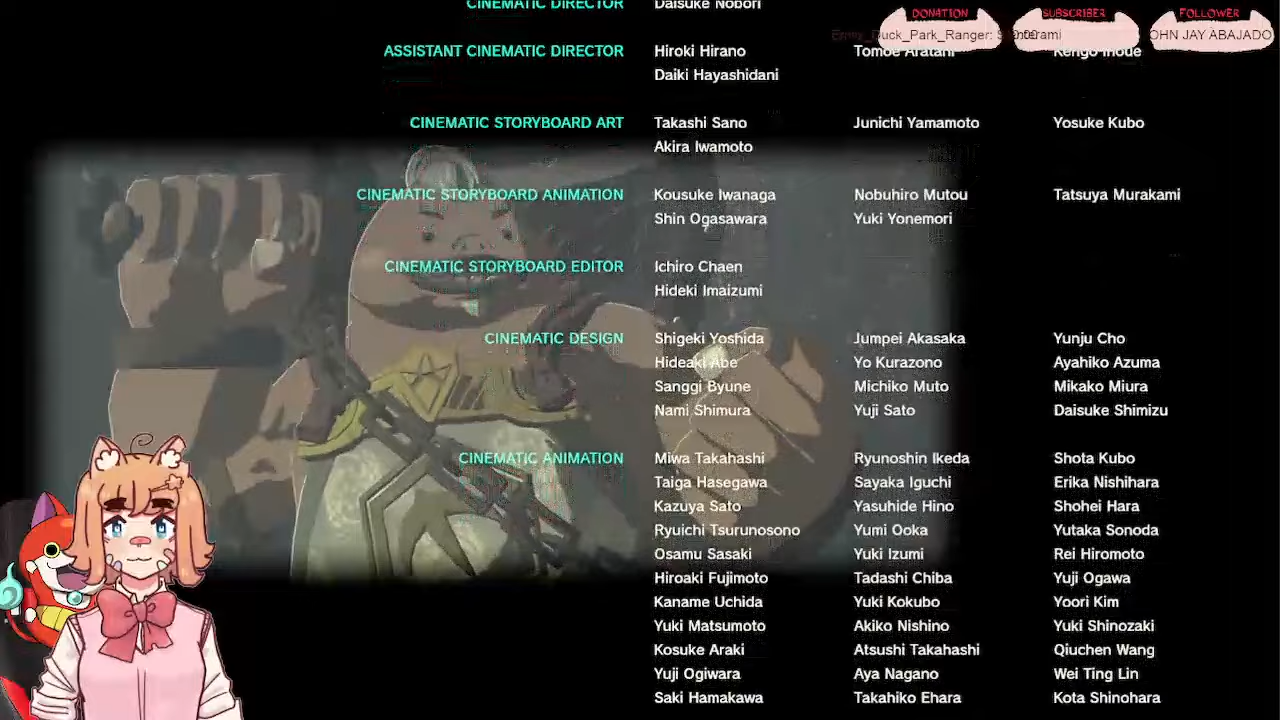 CINEMATIC DIRECTOR Daisuke Nobori
DONATION SUBSCRIBER FOLLOWER
Duck_Park_Ranger: OHN JAY ABAJADO
ASSISTANT CINEMATIC DIRECTOR Hiroki Hirano Tomoe Aratani Kengo Inoue
Daiki Hayashidani
CINEMATIC STORYBOARD ART Takashi Sano Junichi Yamamoto Yosuke Kubo
Akira Iwamoto
CINEMATIC STORYBOARD ANIMATION Kousuke Iwanaga Nobuhiro Mutou Tatsuya Murakami
Shin Ogasawara Yuki Yonemori
CINEMATIC STORYBOARD EDITOR Ichiro Chaen
Hideki Imaizumi
CINEMATIC DESIGN Shigeki Yoshida Jumpei Akasaka Yunju Cho
Hideaki Abe Yo Kurazono Ayahiko Azuma
Sanggi Byune Michiko Muto Mikako Miura
Nami Shimura Yuji Sato Daisuke Shimizu
CINEMATIC ANIMATION Miwa Takahashi Ryunoshin Ikeda Shota Kubo
Taiga Hasegawa Sayaka Iguchi Erika Nishihara
Kazuya Sato Yasuhide Hino Shohei Hara
Ryuichi Tsurunosono Yumi Ooka Yutaka Sonoda
Osamu Sasaki Yuki Izumi Rei Hiromoto
Hiroaki Fujimoto Tadashi Chiba Yuji Ogawa
Kaname Uchida Yuki Kokubo Yoori Kim
Yuki Matsumoto Akiko Nishino Yuki Shinozaki
Kosuke Araki Atsushi Takahashi Qiuchen Wang
Yuji Ogiwara Aya Nagano Wei Ting Lin
Saki Hamakawa Takahiko Ehara Kota Shinohara